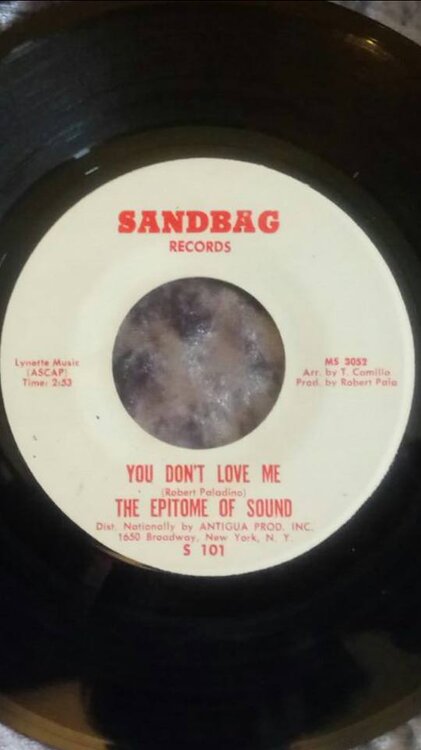 SANDBAG
RECORDS
Lynette Music
(ASCAP)
Time: 2:53
MS 3052
Arr. by T. Camillo
Prod. by Robert Pala
YOU DON'T LOVE ME
(Robert Paladino)
THE EPITOME OF SOUND
Dist. Nationally by ANTIGUA PROD. INC.
1650 Broadway, New York, N. Y.
S 101